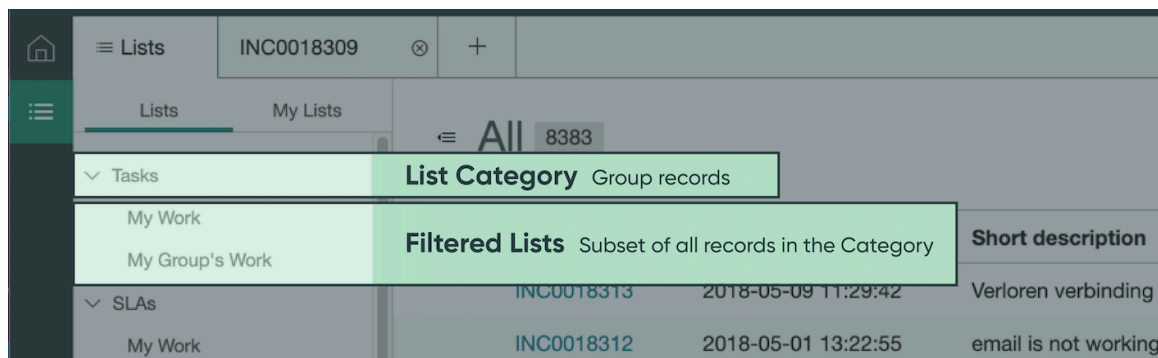 Lists
INC0018309
Lists
My Lists
All 8383
Tasks
List Category Group records
My Work
My Group's Work
Filtered Lists Subset of all records in the Category
Short description
SLAs
INC0018313 2018-05-09 11:29:42 Verloren verbinding
My Work
INC0018312 2018-05-01 13:22:55 email is not working